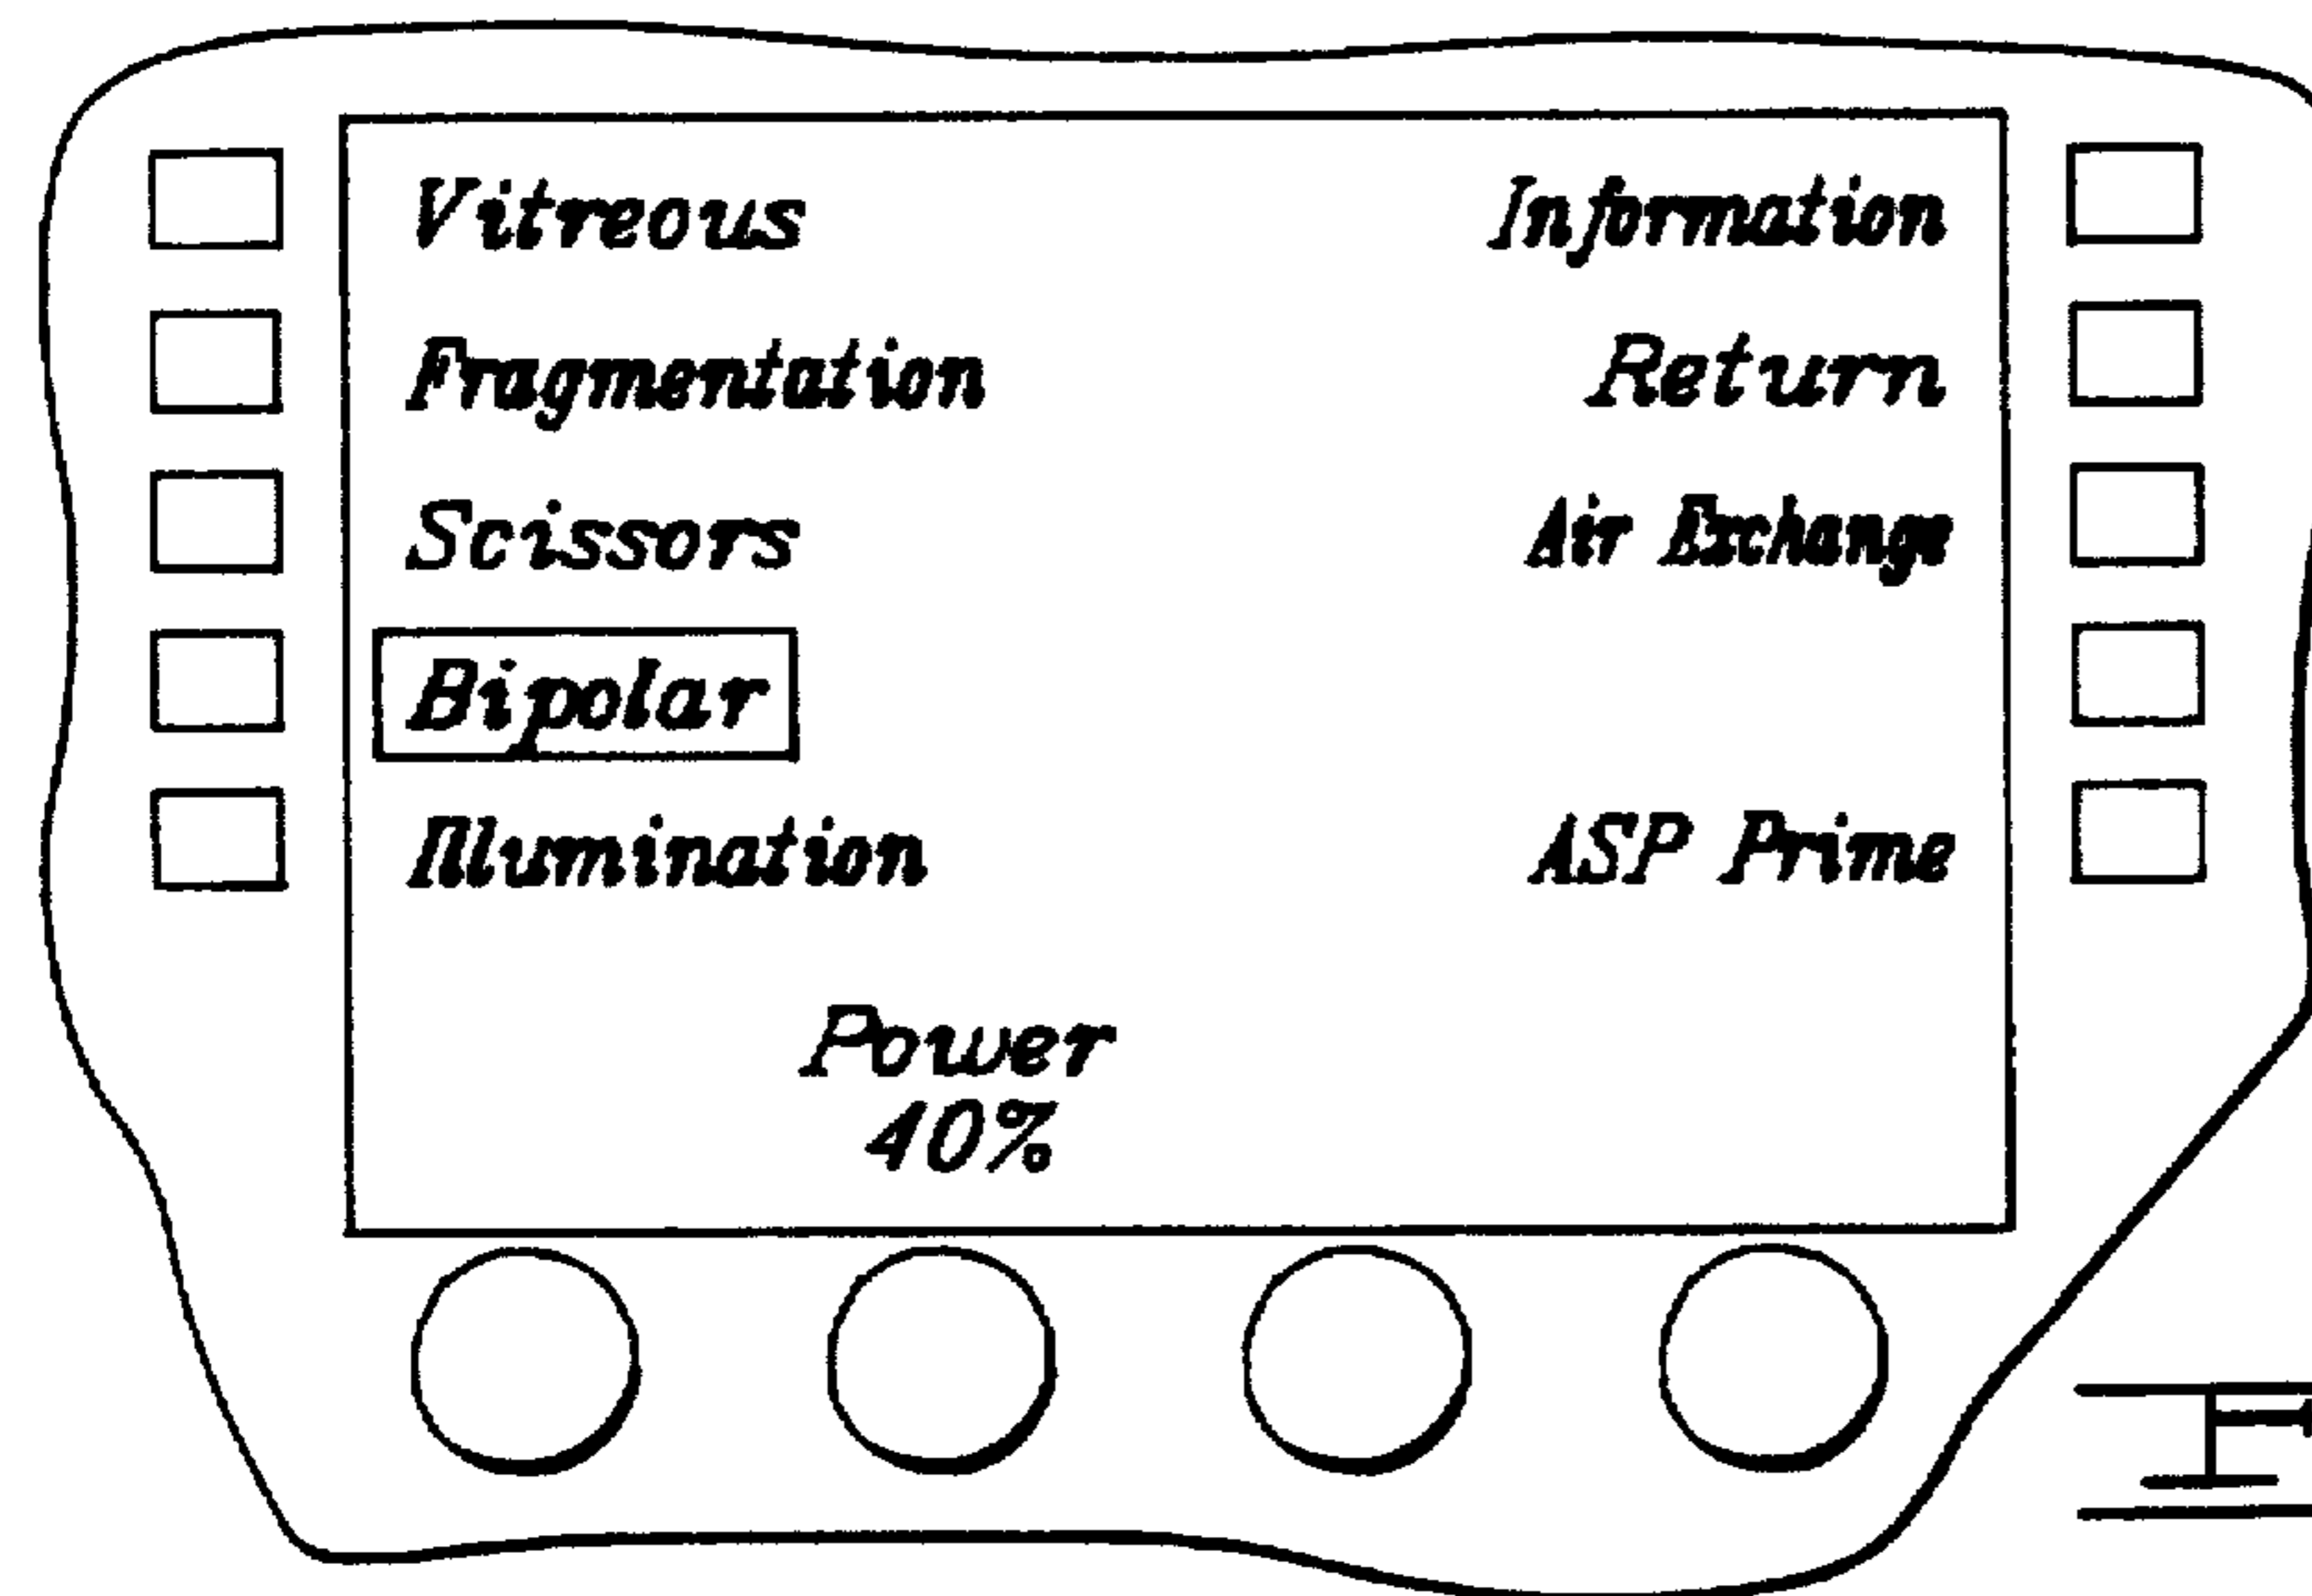 Vitreous
Information
Fragmentation
Return
Scissors
Air Exchange
Bipolar
Illumination
ASP Prime
Power
40%